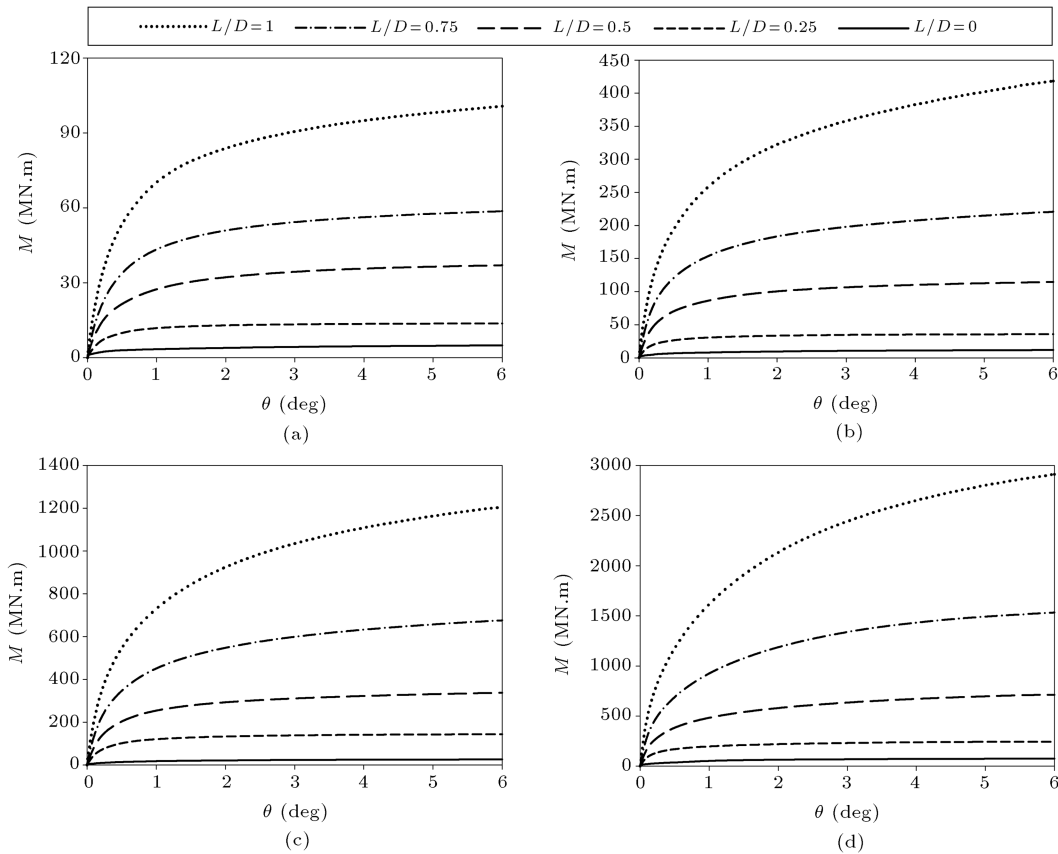 L/D=1 L/D=0.75 L/D=0.5 L/D=0.25 L/D=0
120
90
60
30
0
M (MN.m)
0 1 2 3 4 5 6
θ (deg)
(a)
450
400
350
300
250
200
150
100
50
0
M (MN.m)
0 1 2 3 4 5 6
θ (deg)
(b)
1400
1200
1000
800
600
400
200
0
M (MN.m)
0 1 2 3 4 5 6
θ (deg)
(c)
3000
2500
2000
1500
1000
500
0
M (MN.m)
0 1 2 3 4 5 6
θ (deg)
(d)